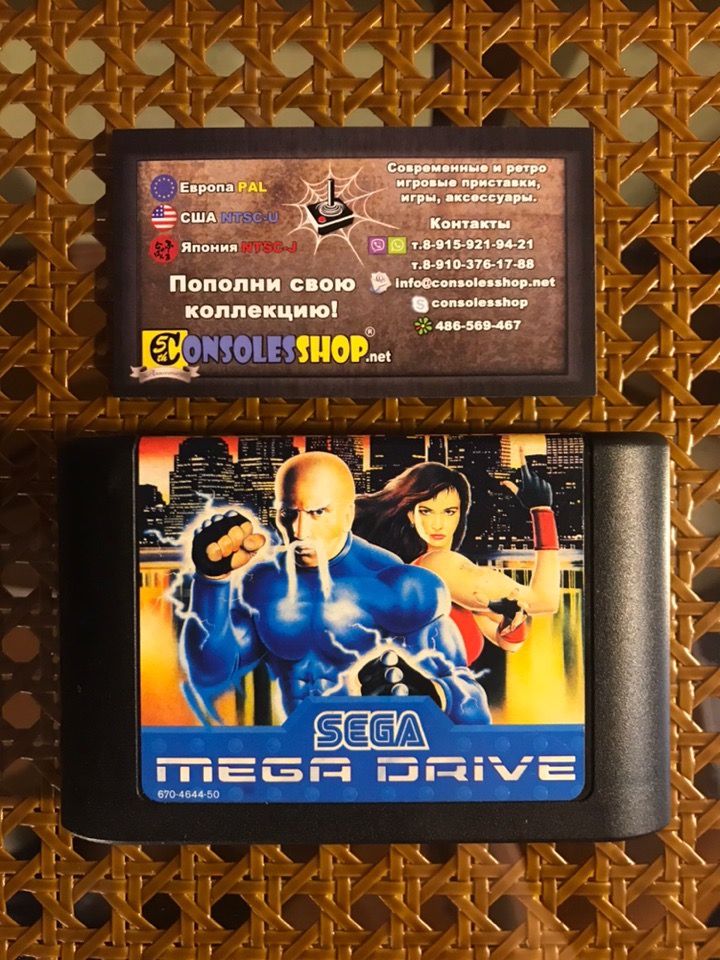 Европа PAL
США NTSC-U
Япония NTSC-J
Пополни свою
коллекцию!
5th CONSOLESSHOP.net®
Современные и ретро
игровые приставки,
игры, аксессуары.
Контакты
т.8-915-921-94-21
т.8-910-376-17-88
info@consolesshop.net
consolesshop
486-569-467
SEGA
MEGA DRIVE
670-4644-50